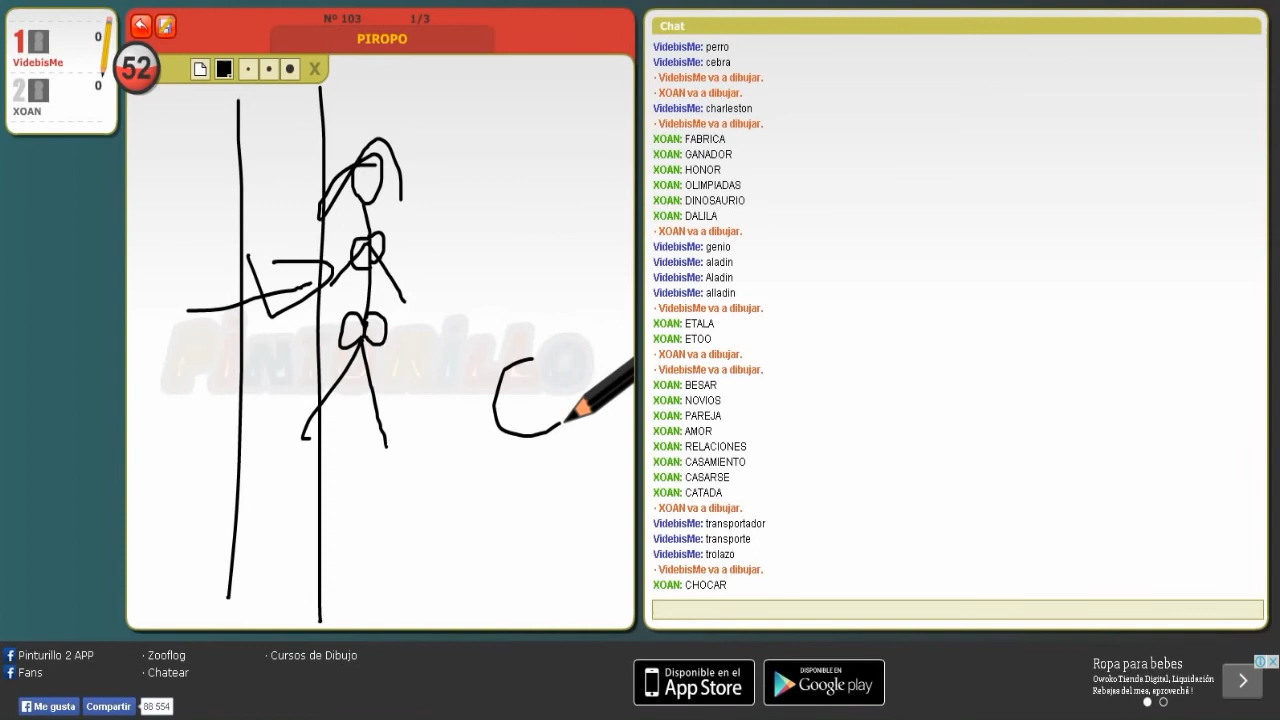 1
0
VidebisMe
2
0
XOAN
Nº 103
1/3
PIROPO
52
X
PINTURILLO
Chat
VidebisMe: perro
VidebisMe: cebra
· VidebisMe va a dibujar.
· XOAN va a dibujar.
VidebisMe: charleston
· VidebisMe va a dibujar.
XOAN: FABRICA
XOAN: GANADOR
XOAN: HONOR
XOAN: OLIMPIADAS
XOAN: DINOSAURIO
XOAN: DALILA
· XOAN va a dibujar.
VidebisMe: genio
VidebisMe: aladin
VidebisMe: Aladin
VidebisMe: alladin
· VidebisMe va a dibujar.
XOAN: ETALA
XOAN: ETOO
· XOAN va a dibujar.
· VidebisMe va a dibujar.
XOAN: BESAR
XOAN: NOVIOS
XOAN: PAREJA
XOAN: AMOR
XOAN: RELACIONES
XOAN: CASAMIENTO
XOAN: CASARSE
XOAN: CATADA
· XOAN va a dibujar.
VidebisMe: transportador
VidebisMe: transporte
VidebisMe: trolazo
· VidebisMe va a dibujar.
XOAN: CHOCAR
Pinturillo 2 APP
Fans
· Zooflog
· Chatear
· Cursos de Dibujo
Me gusta
Compartir
88 554
Disponible en el
App Store
DISPONIBLE EN
Google play
Ropa para bebes
Owoko Tienda Digital, Liquidación
Rebajas del mes, aproveche!